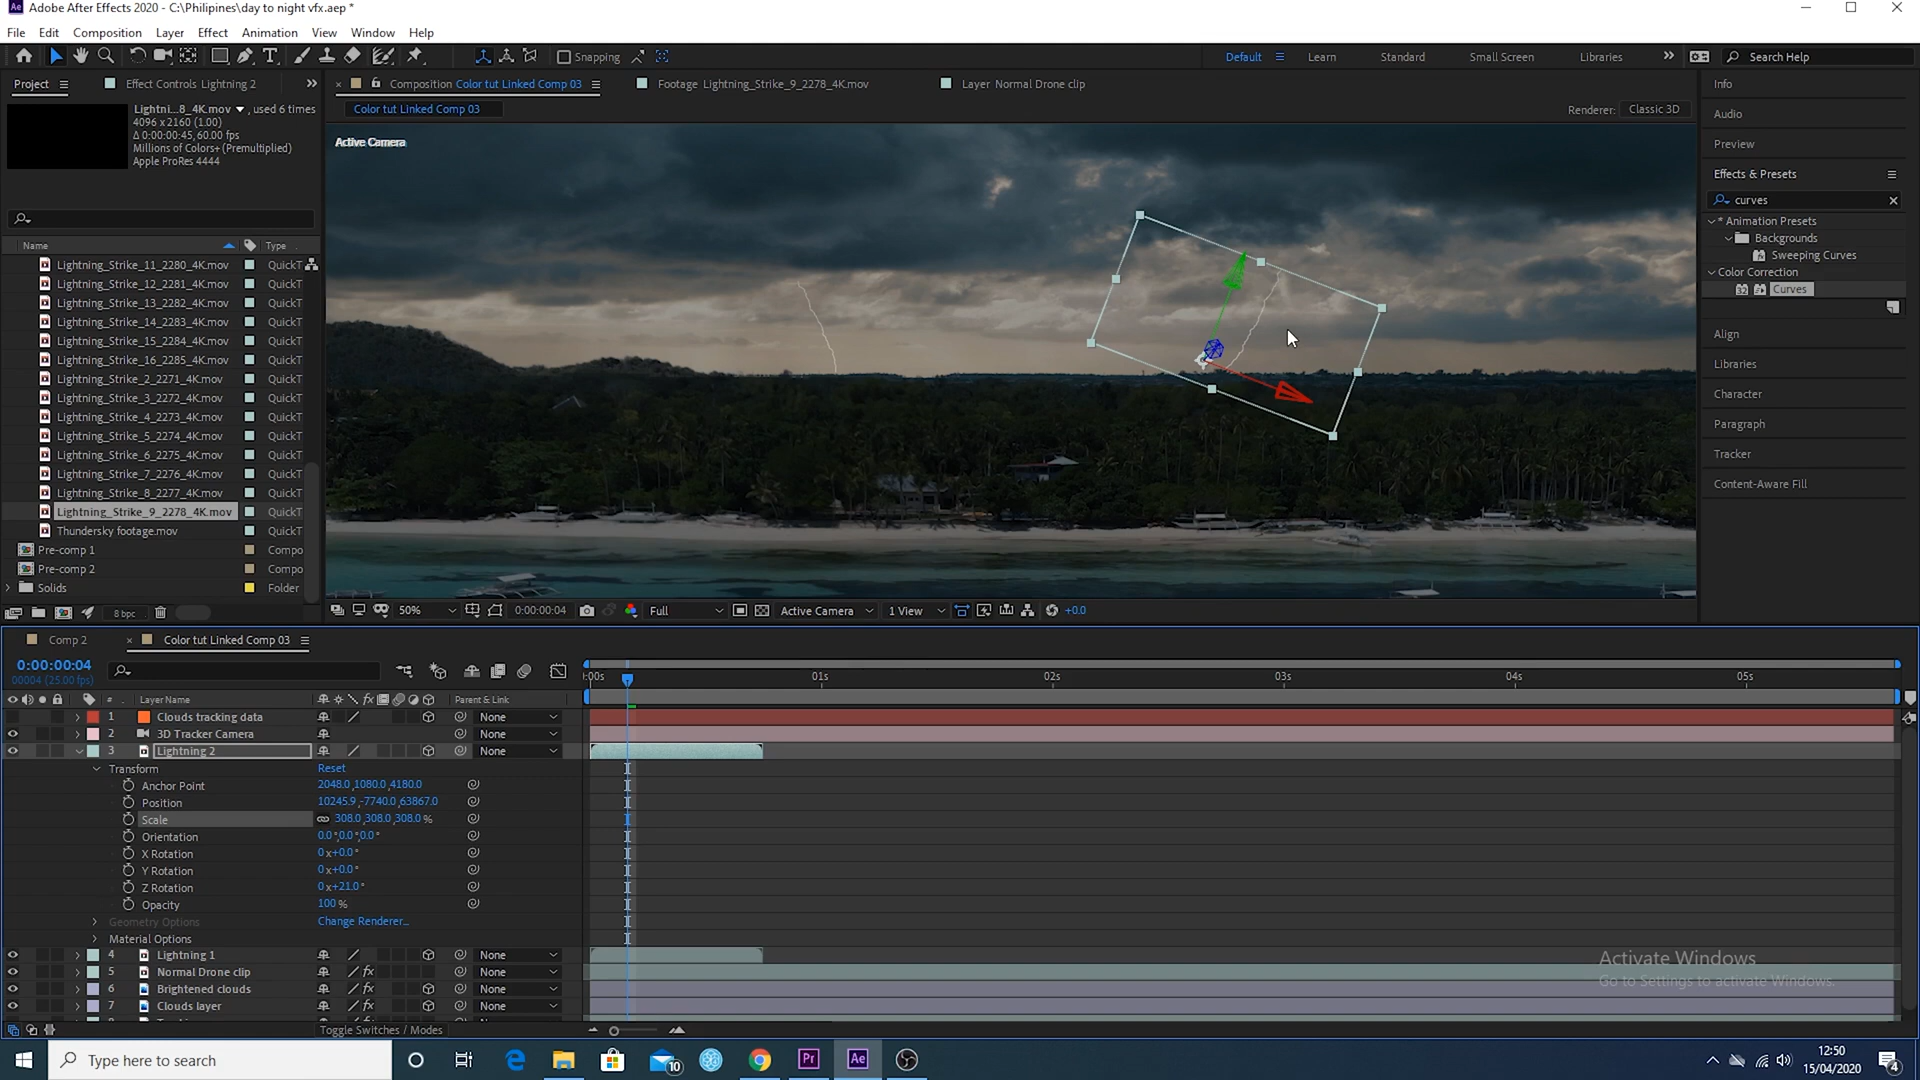 Adobe After Effects 2020 - C:\Philipines\day to night vfx.aep *
File Edit Composition Layer Effect Animation View Window Help
Snapping
Default Learn Standard Small Screen Libraries Search Help
Project Effect Controls Lightning 2
Composition Color tut Linked Comp 03
Footage Lightning_Strike_9_2278_4K.mov
Layer Normal Drone clip
Color tut Linked Comp 03
Renderer: Classic 3D
Lightni...8_4K.mov , used 6 times
4096 x 2160 (1.00)
Δ 0:00:00:45, 60.00 fps
Millions of Colors+ (Premultiplied)
Apple ProRes 4444
Active Camera
Name Type
Lightning_Strike_11_2280_4K.mov QuickT
Lightning_Strike_12_2281_4K.mov QuickT
Lightning_Strike_13_2282_4K.mov QuickT
Lightning_Strike_14_2283_4K.mov QuickT
Lightning_Strike_15_2284_4K.mov QuickT
Lightning_Strike_16_2285_4K.mov QuickT
Lightning_Strike_2_2271_4K.mov QuickT
Lightning_Strike_3_2272_4K.mov QuickT
Lightning_Strike_4_2273_4K.mov QuickT
Lightning_Strike_5_2274_4K.mov QuickT
Lightning_Strike_6_2275_4K.mov QuickT
Lightning_Strike_7_2276_4K.mov QuickT
Lightning_Strike_8_2277_4K.mov QuickT
Lightning_Strike_9_2278_4K.mov QuickT
Thundersky footage.mov QuickT
Pre-comp 1 Compo
Pre-comp 2 Compo
Solids Folder
8 bpc
50% 0:00:00:04 Full Active Camera 1 View +0.0
Info
Audio
Preview
Effects & Presets
curves
* Animation Presets
Backgrounds
Sweeping Curves
Color Correction
Curves
Align
Libraries
Character
Paragraph
Tracker
Content-Aware Fill
Comp 2 Color tut Linked Comp 03
0:00:00:04
00004 (25.00 fps)
:00s 01s 02s 03s 04s 05s
# Layer Name Parent & Link
1 Clouds tracking data None
2 3D Tracker Camera None
3 Lightning 2 None
Transform Reset
Anchor Point 2048.0,1080.0,4180.0
Position 10245.9,-7740.0,63867.0
Scale 308.0,308.0,308.0 %
Orientation 0.0°,0.0°,0.0°
X Rotation 0x+0.0°
Y Rotation 0x+0.0°
Z Rotation 0x+21.0°
Opacity 100 %
Geometry Options Change Renderer...
Material Options
4 Lightning 1 None
5 Normal Drone clip None
6 Brightened clouds None
7 Clouds layer None
Toggle Switches / Modes
Activate Windows
Go to Settings to activate Windows.
Type here to search
10
Pr
Ae
12:50
15/04/2020
4